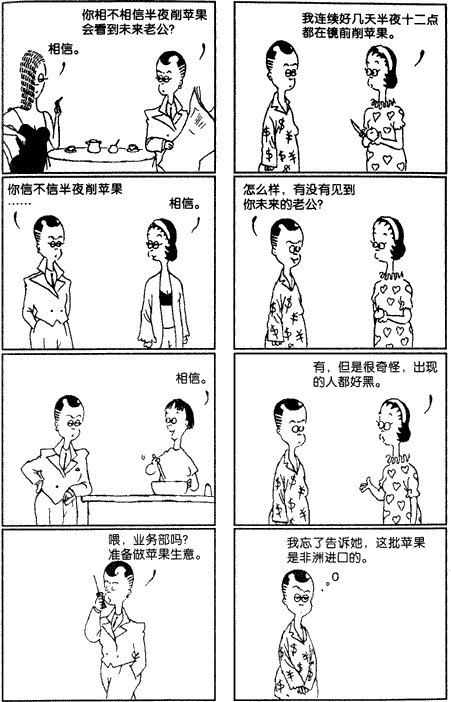 你相不相信半夜削苹果
会看到未来老公?
相信。
你信不信半夜削苹果
……
相信。
相信。
喂，业务部吗?
准备做苹果生意。
我连续好几天半夜十二点
都在镜前削苹果。
怎么样，有没有见到
你未来的老公?
有，但是很奇怪，出现
的人都好黑。
我忘了告诉她，这批苹果
是非洲进口的。